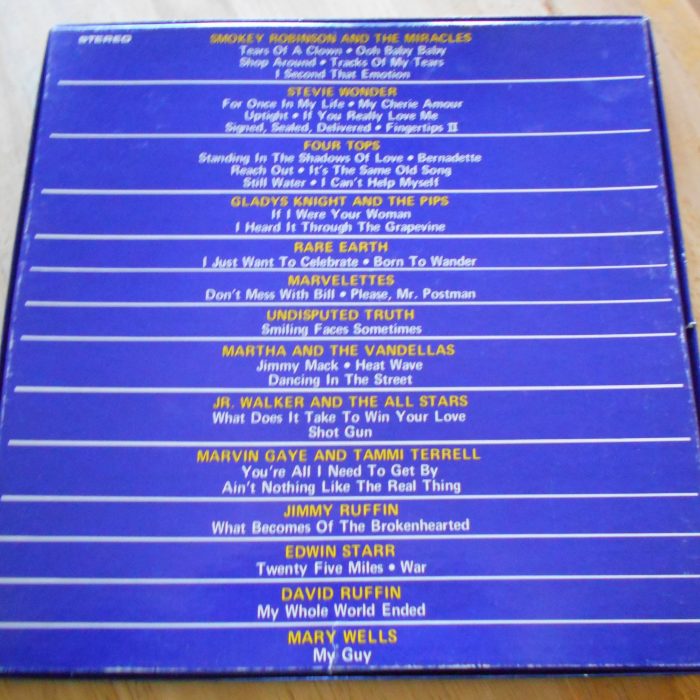 STEREO
SMOKEY ROBINSON AND THE MIRACLES
Tears Of A Clown • Ooh Baby Baby
Shop Around • Tracks Of My Tears
I Second That Emotion
STEVIE WONDER
For Once In My Life • My Cherie Amour
Uptight • If You Really Love Me
Signed, Sealed, Delivered • Fingertips II
FOUR TOPS
Standing In The Shadows Of Love • Bernadette
Reach Out • It's The Same Old Song
Still Water • I Can't Help Myself
GLADYS KNIGHT AND THE PIPS
If I Were Your Woman
I Heard It Through The Grapevine
RARE EARTH
I Just Want To Celebrate • Born To Wander
MARVELETTES
Don't Mess With Bill • Please, Mr. Postman
UNDISPUTED TRUTH
Smiling Faces Sometimes
MARTHA AND THE VANDELLAS
Jimmy Mack • Heat Wave
Dancing In The Street
JR. WALKER AND THE ALL STARS
What Does It Take To Win Your Love
Shot Gun
MARVIN GAYE AND TAMMI TERRELL
You're All I Need To Get By
Ain't Nothing Like The Real Thing
JIMMY RUFFIN
What Becomes Of The Brokenhearted
EDWIN STARR
Twenty Five Miles • War
DAVID RUFFIN
My Whole World Ended
MARY WELLS
My Guy